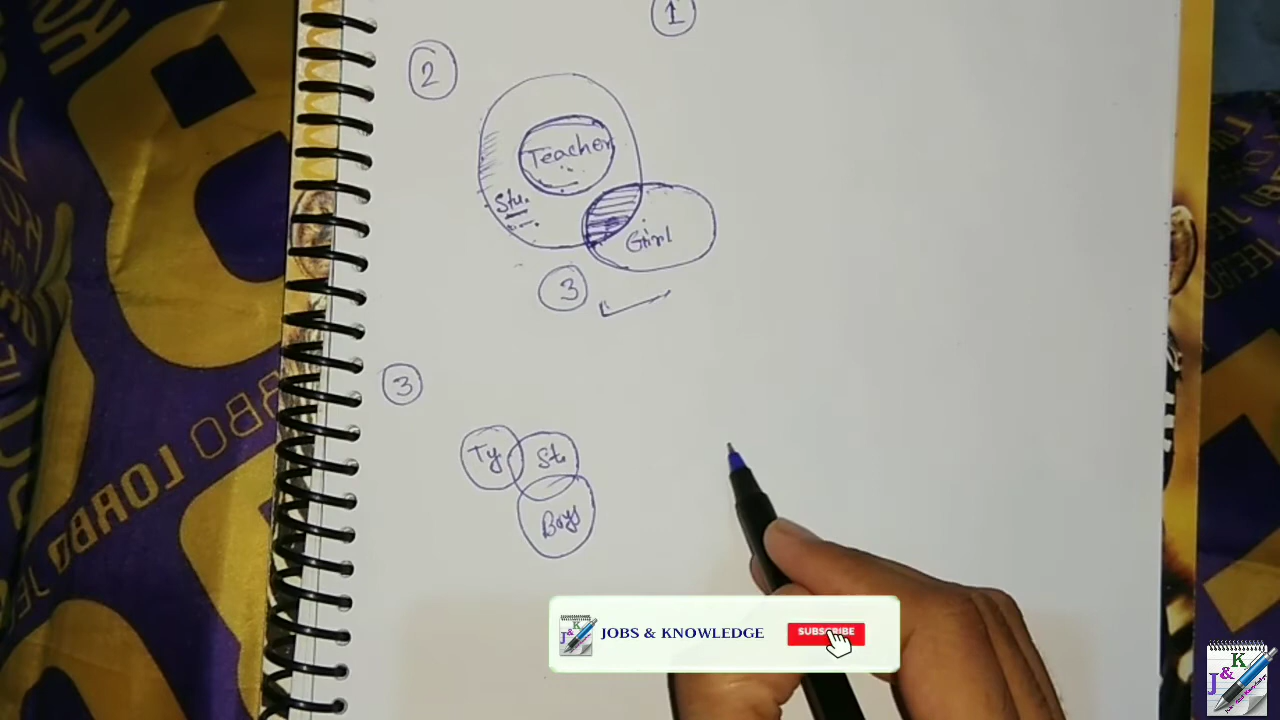 1
2
Teacher
Stu.
Girl
3
3
Ty
St.
Boys
JOBS & KNOWLEDGE
SUBSCRIBE
J&K
J&K